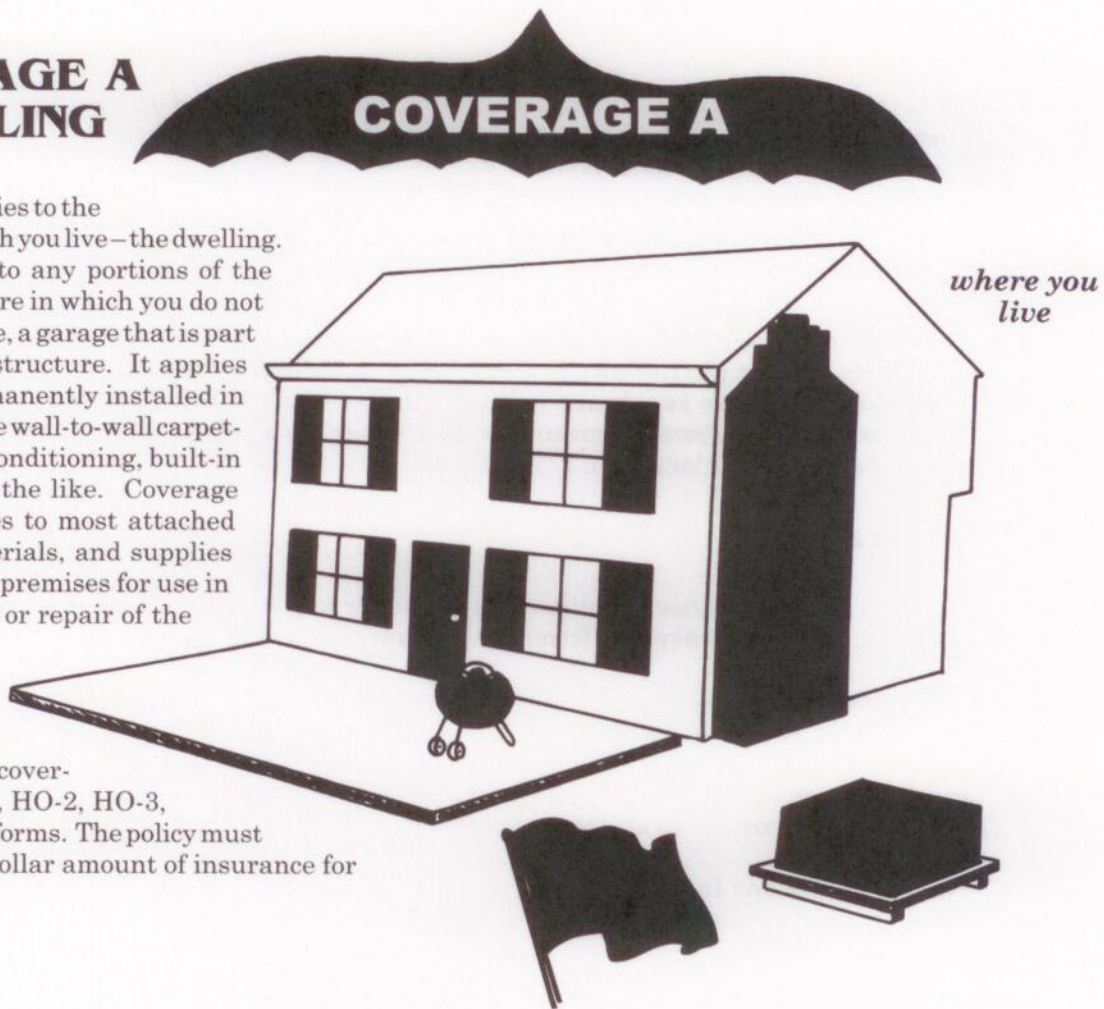 AGE A
LING
COVERAGE A
ies to the
h you live–the dwelling.
to any portions of the
re in which you do not
e, a garage that is part
structure. It applies
manently installed in
e wall-to-wall carpet-
onditioning, built-in
the like. Coverage
es to most attached
erials, and supplies
premises for use in
or repair of the
where you
live
cover-
, HO-2, HO-3,
forms. The policy must
ollar amount of insurance for